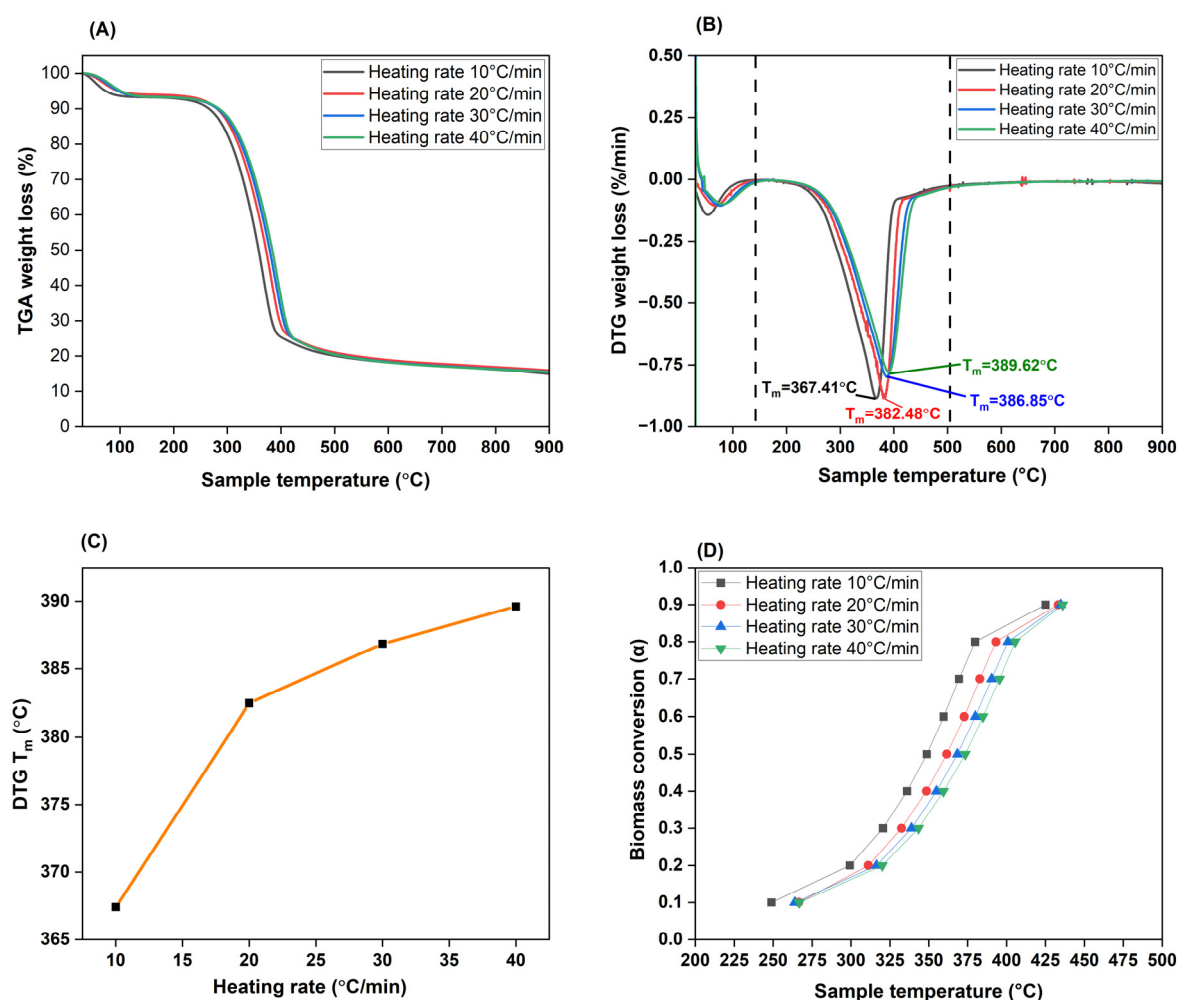 (A)
TGA weight loss (%)
100
90
80
70
60
50
40
30
20
10
0
Heating rate 10°C/min
Heating rate 20°C/min
Heating rate 30°C/min
Heating rate 40°C/min
100 200 300 400 500 600 700 800 900
Sample temperature (°C)
(B)
DTG weight loss (%/min)
0.50
0.25
0.00
−0.25
−0.50
−0.75
−1.00
Heating rate 10°C/min
Heating rate 20°C/min
Heating rate 30°C/min
Heating rate 40°C/min
Tm=389.62°C
Tm=367.41°C
Tm=386.85°C
Tm=382.48°C
100 200 300 400 500 600 700 800 900
Sample temperature (°C)
(C)
DTG Tm (°C)
390
385
380
375
370
365
10 15 20 25 30 35 40
Heating rate (°C/min)
(D)
Biomass conversion (α)
1.0
0.9
0.8
0.7
0.6
0.5
0.4
0.3
0.2
0.1
0.0
Heating rate 10°C/min
Heating rate 20°C/min
Heating rate 30°C/min
Heating rate 40°C/min
200 225 250 275 300 325 350 375 400 425 450 475 500
Sample temperature (°C)